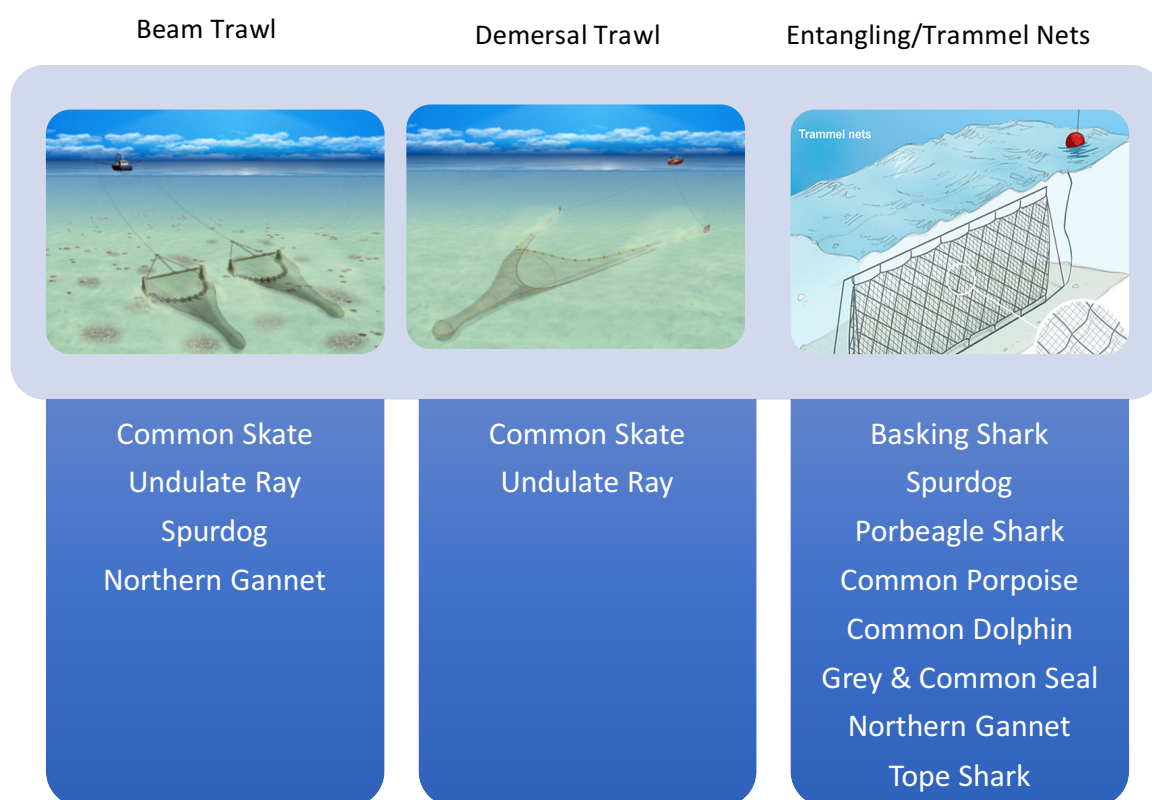 Beam Trawl
Demersal Trawl
Entangling/Trammel Nets
Trammel nets
Common Skate
Undulate Ray
Spurdog
Northern Gannet
Common Skate
Undulate Ray
Basking Shark
Spurdog
Porbeagle Shark
Common Porpoise
Common Dolphin
Grey & Common Seal
Northern Gannet
Tope Shark